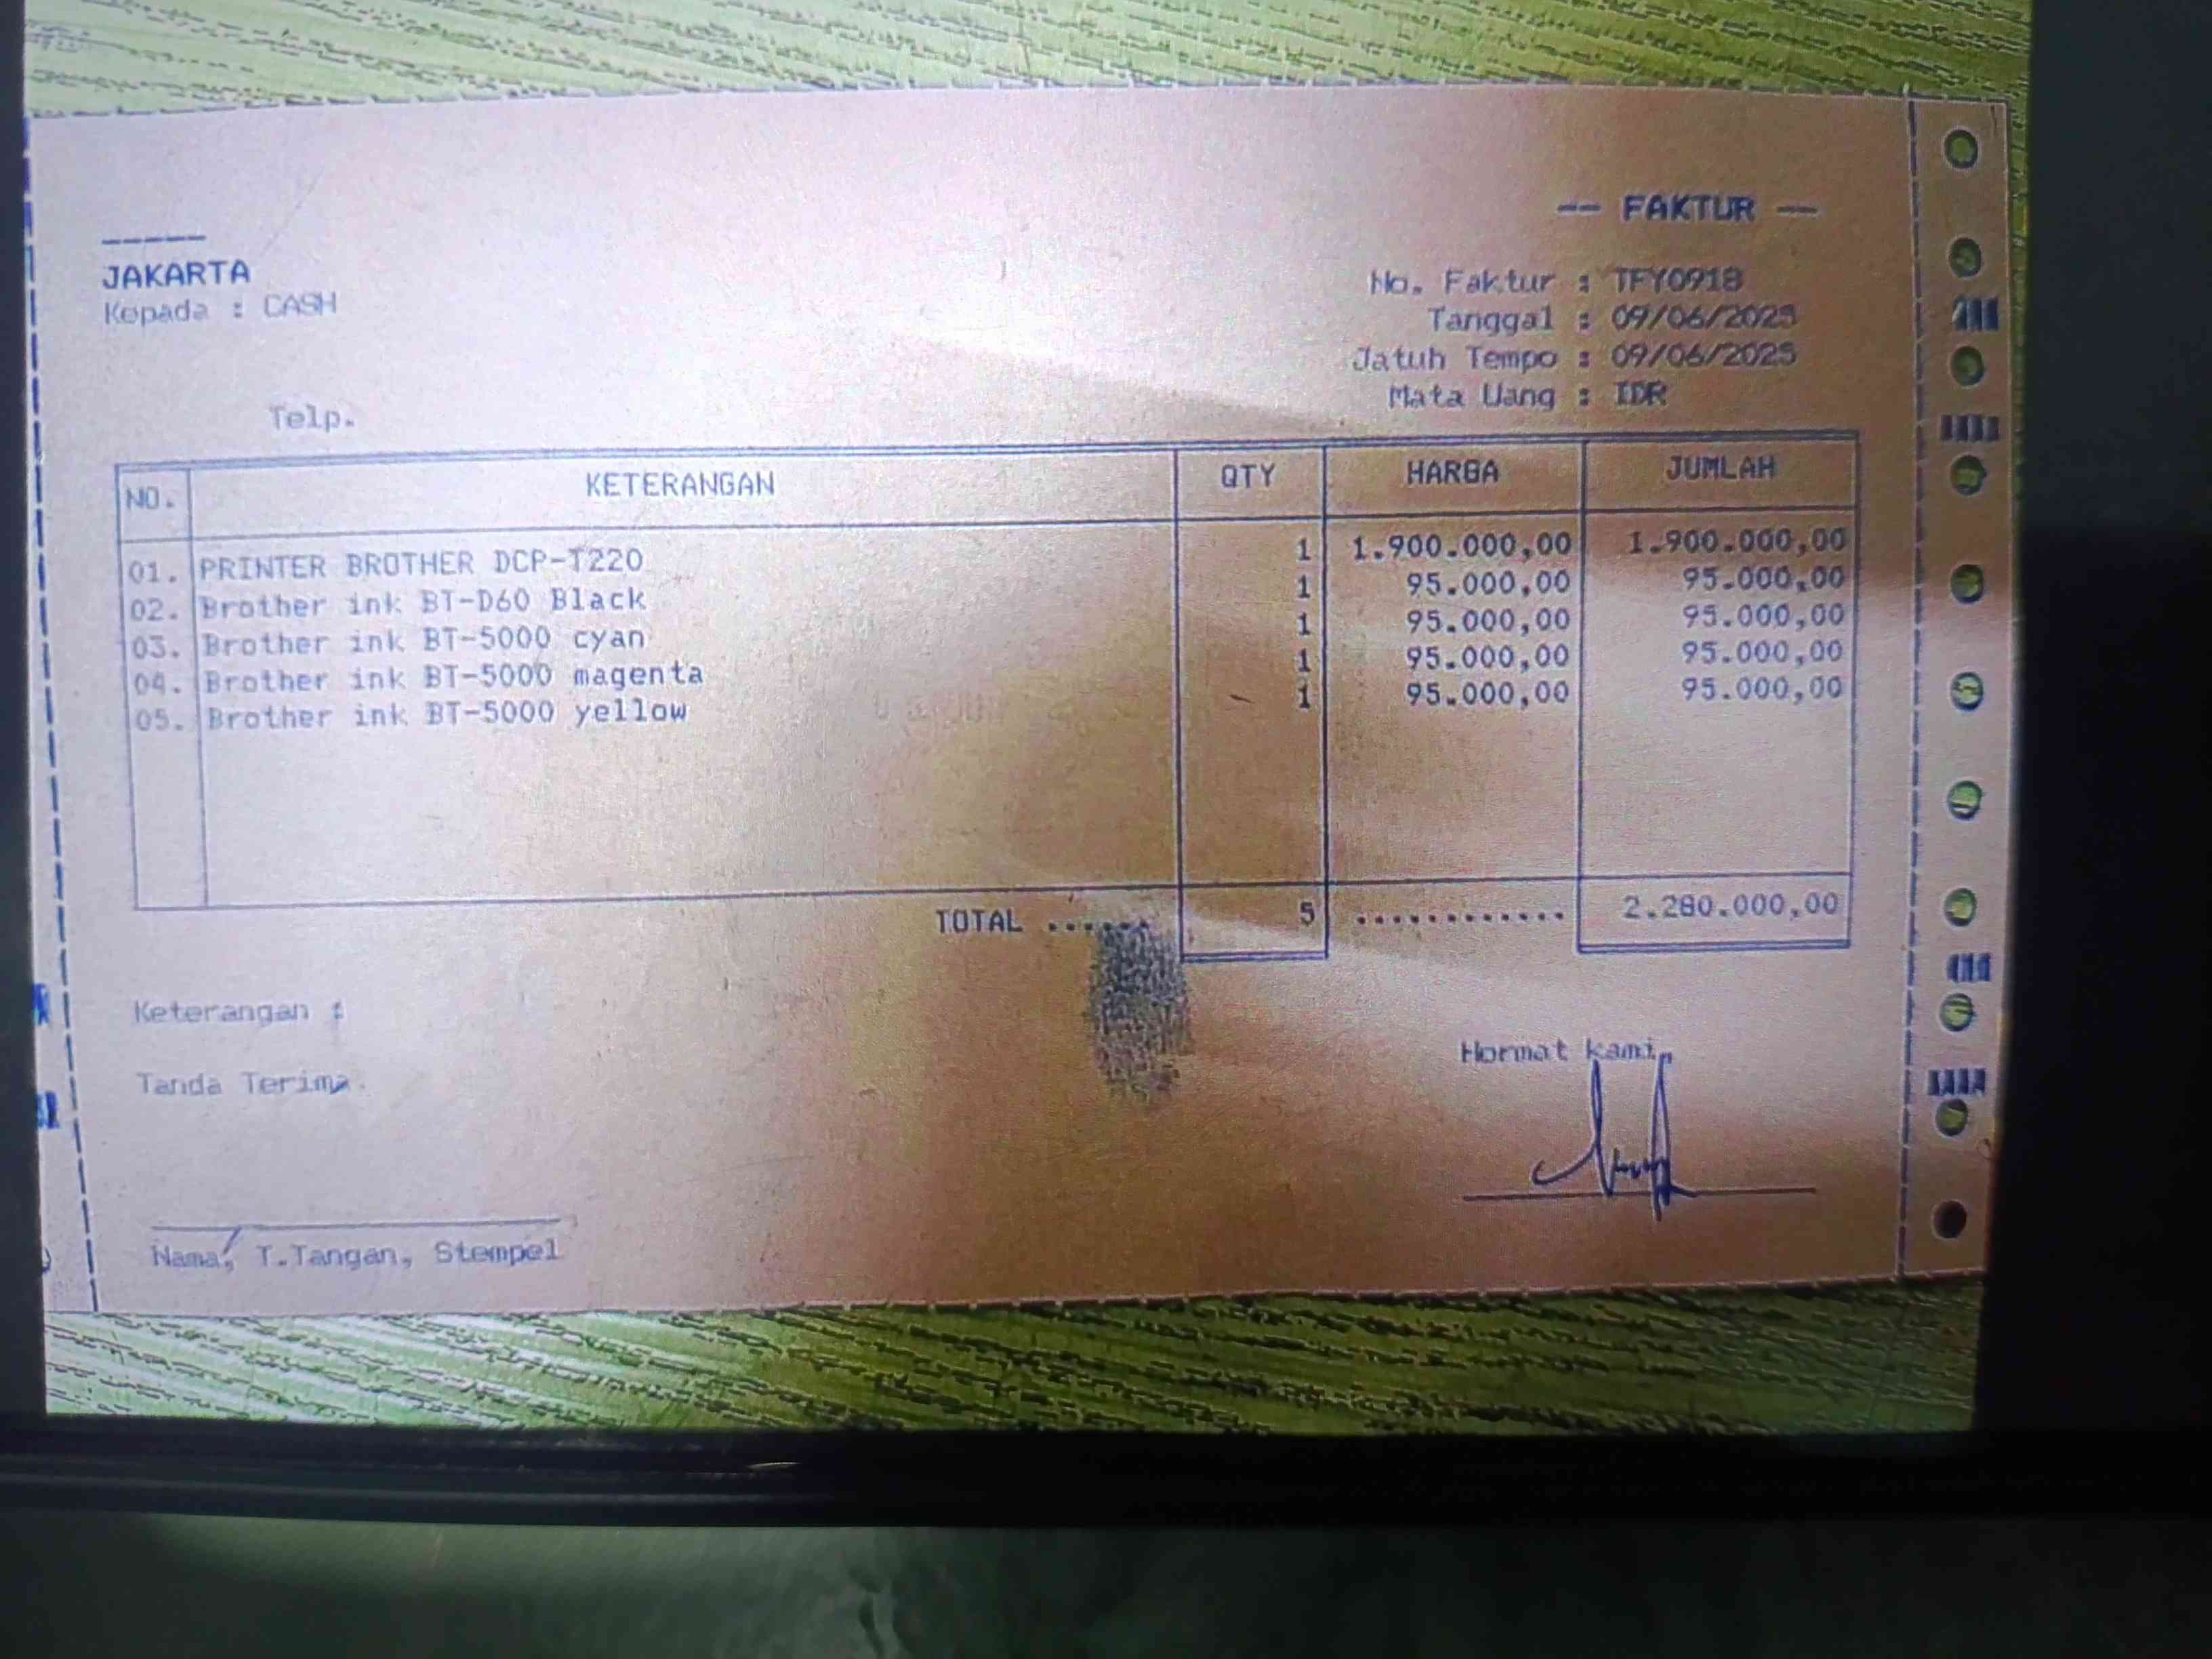 -- FAKTUR --
-----
JAKARTA
Kepada : CASH
No. Faktur : TFY0918
Tanggal : 09/06/2025
Jatuh Tempo : 09/06/2025
Mata Uang : IDR
Telp.
NO. KETERANGAN QTY HARGA JUMLAH
01. PRINTER BROTHER DCP-T220 1 1.900.000,00 1.900.000,00
02. Brother ink BT-D60 Black 1 95.000,00 95.000,00
03. Brother ink BT-5000 cyan 1 95.000,00 95.000,00
04. Brother ink BT-5000 magenta 1 95.000,00 95.000,00
05. Brother ink BT-5000 yellow 1 95.000,00 95.000,00
TOTAL ...... 5 ............ 2.280.000,00
Keterangan :
Hormat kami,
Tanda Terima.
Nama, T.Tangan, Stempel